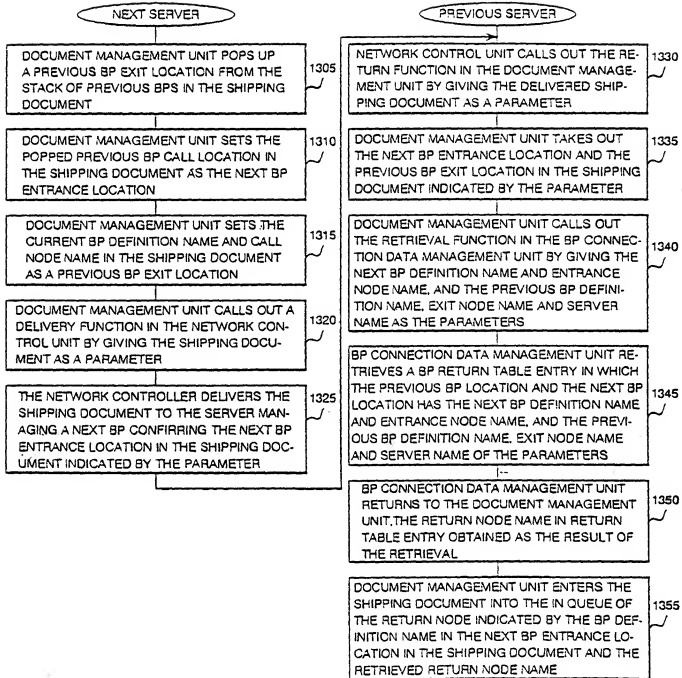 NEXT SERVER
DOCUMENT MANAGEMENT UNIT POPS UP
A PREVIOUS BP EXIT LOCATION FROM THE
STACK OF PREVIOUS BPS IN THE SHIPPING
DOCUMENT
1305
DOCUMENT MANAGEMENT UNIT SETS THE
POPPED PREVIOUS BP CALL LOCATION IN
THE SHIPPING DOCUMENT AS THE NEXT BP
ENTRANCE LOCATION
1310
DOCUMENT MANAGEMENT UNIT SETS THE
CURRENT BP DEFINITION NAME AND CALL
NODE NAME IN THE SHIPPING DOCUMENT
AS A PREVIOUS BP EXIT LOCATION
1315
DOCUMENT MANAGEMENT UNIT CALLS OUT A
DELIVERY FUNCTION IN THE NETWORK CON-
TROL UNIT BY GIVING THE SHIPPING DOCU-
MENT AS A PARAMETER
1320
THE NETWORK CONTROLLER DELIVERS THE
SHIPPING DOCUMENT TO THE SERVER MAN-
AGING A NEXT BP CONFIRRING THE NEXT BP
ENTRANCE LOCATION IN THE SHIPPING DOC-
UMENT INDICATED BY THE PARAMETER
1325
PREVIOUS SERVER
NETWORK CONTROL UNIT CALLS OUT THE RE-
TURN FUNCTION IN THE DOCUMENT MANAGE-
MENT UNIT BY GIVING THE DELIVERED SHIP-
PING DOCUMENT AS A PARAMETER
1330
DOCUMENT MANAGEMENT UNIT TAKES OUT
THE NEXT BP ENTRANCE LOCATION AND THE
PREVIOUS BP EXIT LOCATION IN THE SHIPPING
DOCUMENT INDICATED BY THE PARAMETER
1335
DOCUMENT MANAGEMENT UNIT CALLS OUT
THE RETRIEVAL FUNCTION IN THE BP CONNEC-
TION DATA MANAGEMENT UNIT BY GIVING THE
NEXT BP DEFINITION NAME AND ENTRANCE
NODE NAME, AND THE PREVIOUS BP DEFINI-
TION NAME, EXIT NODE NAME AND SERVER
NAME AS THE PARAMETERS
1340
BP CONNECTION DATA MANAGEMENT UNIT RE-
TRIEVES A BP RETURN TABLE ENTRY IN WHICH
THE PREVIOUS BP LOCATION AND THE NEXT BP
LOCATION HAS THE NEXT BP DEFINITION NAME
AND ENTRANCE NODE NAME, AND THE PREVI-
OUS BP DEFINITION NAME, EXIT NODE NAME
AND SERVER NAME OF THE PARAMETERS
1345
BP CONNECTION DATA MANAGEMENT UNIT
RETURNS TO THE DOCUMENT MANAGEMENT
UNIT.THE RETURN NODE NAME IN RETURN
TABLE ENTRY OBTAINED AS THE RESULT OF
THE RETRIEVAL
1350
DOCUMENT MANAGEMENT UNIT ENTERS THE
SHIPPING DOCUMENT INTO THE IN QUEUE OF
THE RETURN NODE INDICATED BY THE BP DEF-
INITION NAME IN THE NEXT BP ENTRANCE LO-
CATION IN THE SHIPPING DOCUMENT AND THE
RETRIEVED RETURN NODE NAME
1355